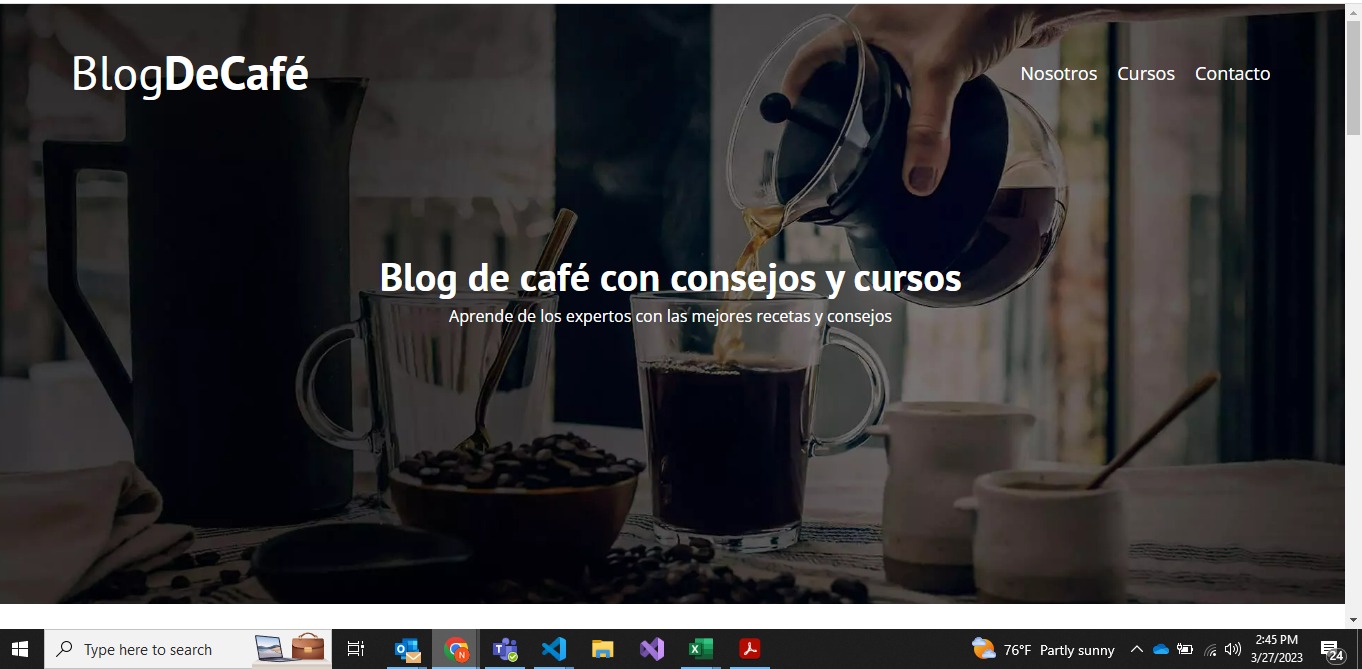 BlogDeCafé
Nosotros Cursos Contacto
Blog de café con consejos y cursos
Aprende de los expertos con las mejores recetas y consejos
Type here to search
N
76°F Partly sunny
2:45 PM
3/27/2023
24